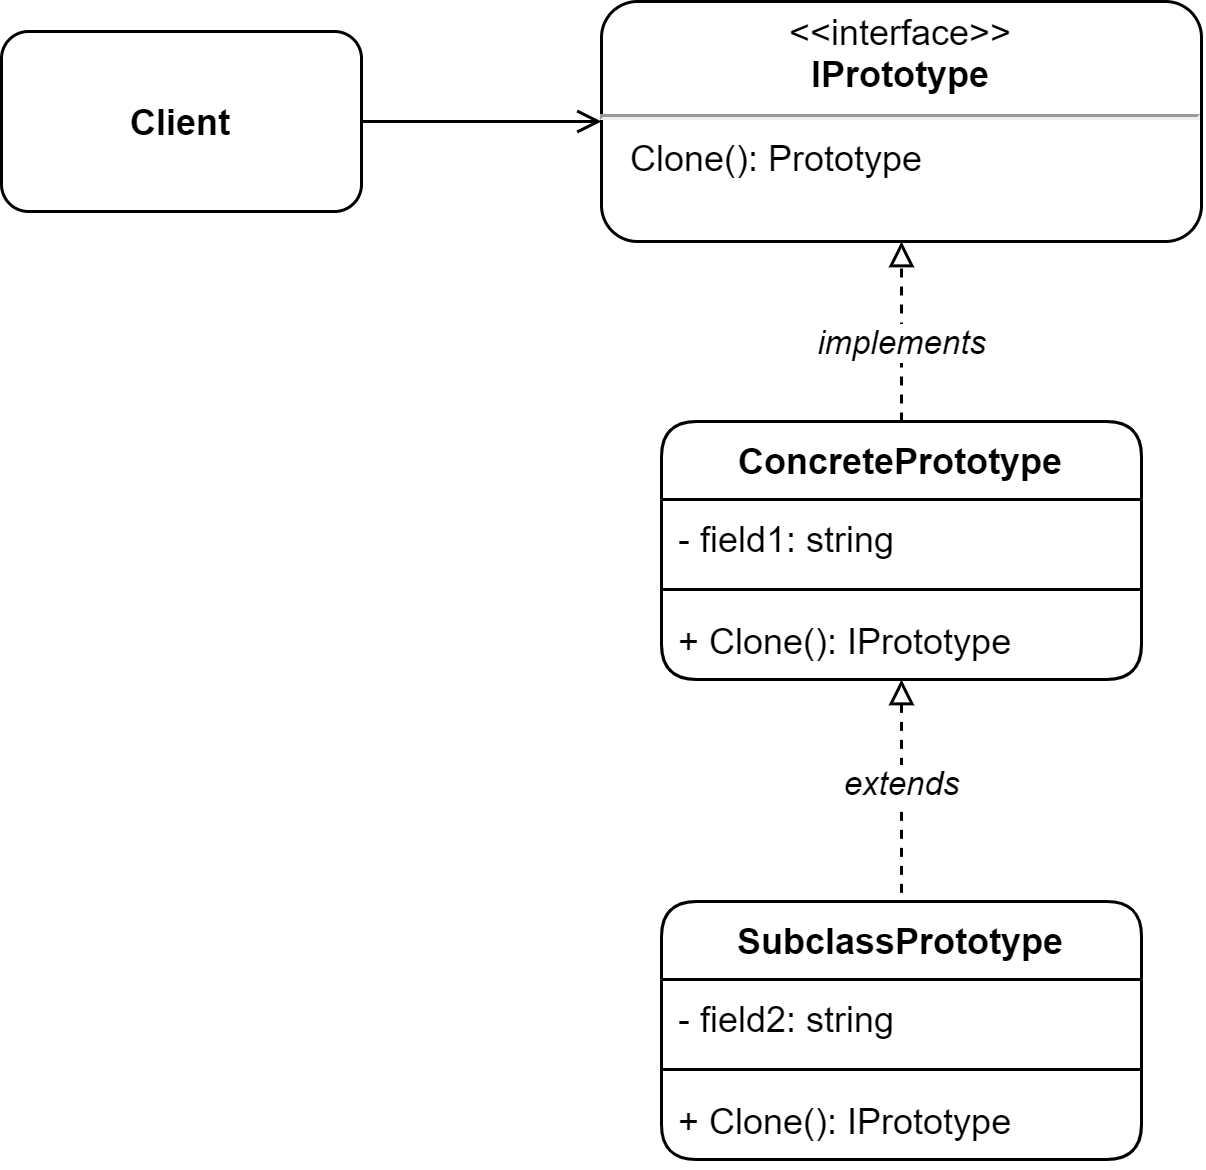 Client
<<interface>>
IPrototype
Clone(): Prototype
implements
ConcretePrototype
- field1: string
+ Clone(): IPrototype
extends
SubclassPrototype
- field2: string
+ Clone(): IPrototype